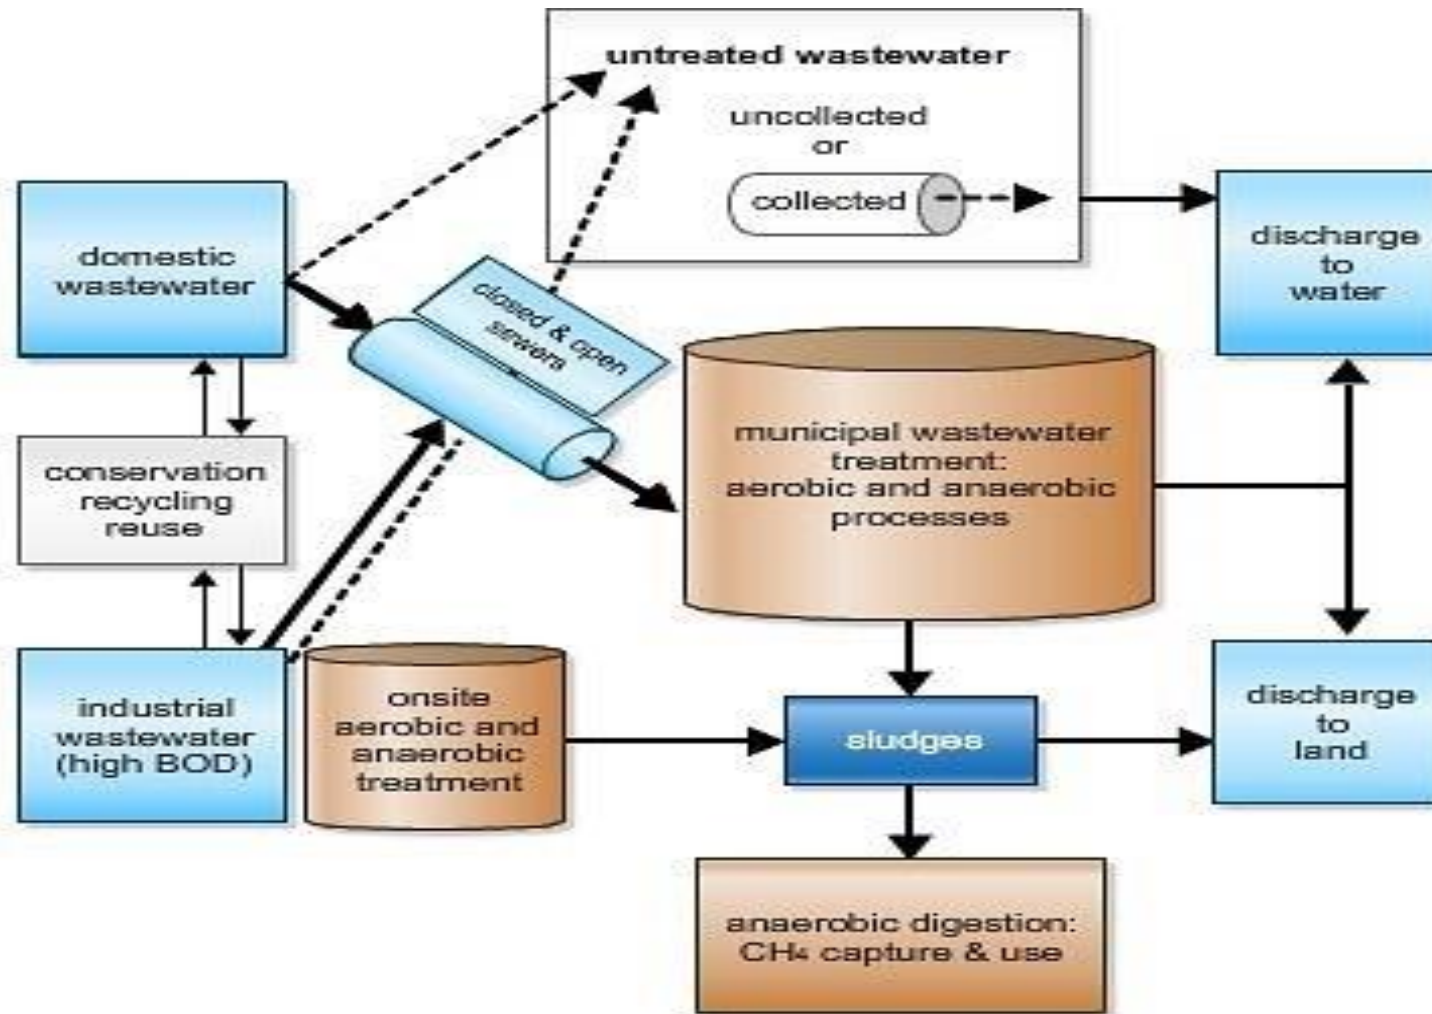 untreated wastewater
uncollected
or
collected
domestic
wastewater
discharge
to
water
closed & open
sewers
municipal wastewater
treatment:
aerobic and anaerobic
processes
conservation
recycling
reuse
industrial
wastewater
(high BOD)
onsite
aerobic and
anaerobic
treatment
sludges
discharge
to
land
anaerobic digestion:
CH₄ capture & use